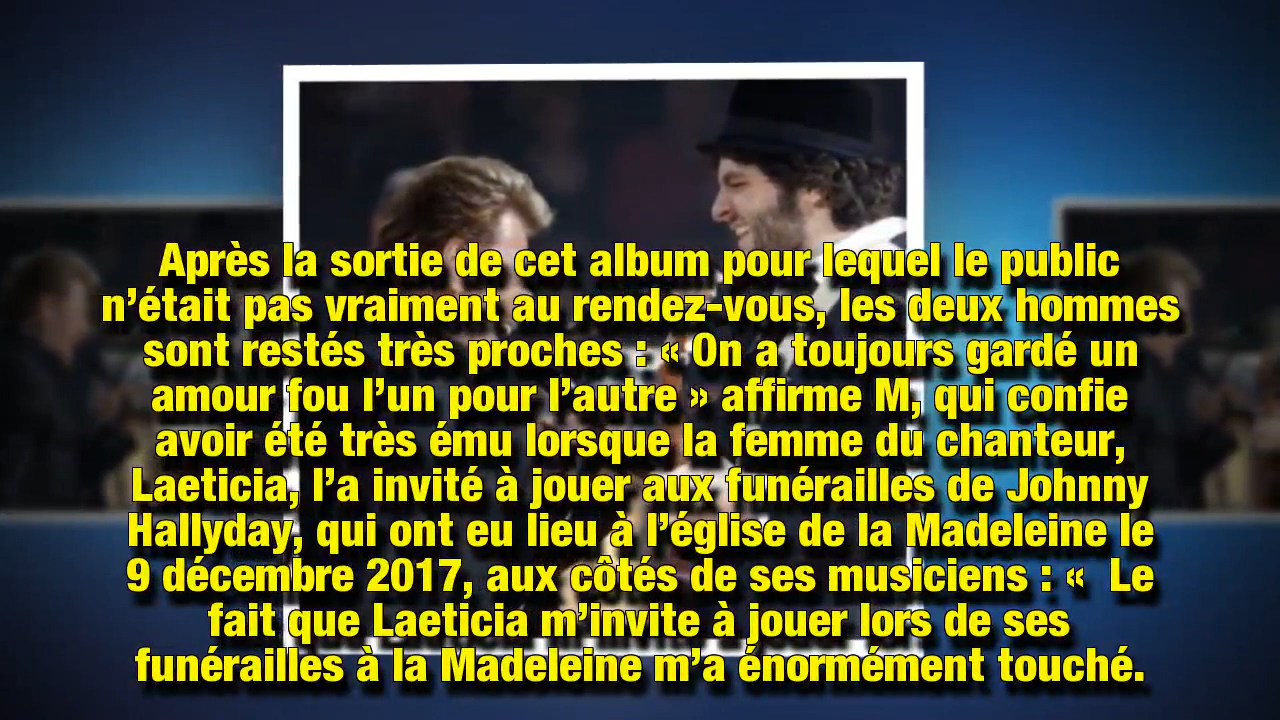 Après la sortie de cet album pour lequel le public
n’était pas vraiment au rendez-vous, les deux hommes
sont restés très proches : « On a toujours gardé un
amour fou l’un pour l’autre » affirme M, qui confie
avoir été très ému lorsque la femme du chanteur,
Laeticia, l’a invité à jouer aux funérailles de Johnny
Hallyday, qui ont eu lieu à l’église de la Madeleine le
9 décembre 2017, aux côtés de ses musiciens : «  Le
fait que Laeticia m’invite à jouer lors de ses
funérailles à la Madeleine m’a énormément touché.